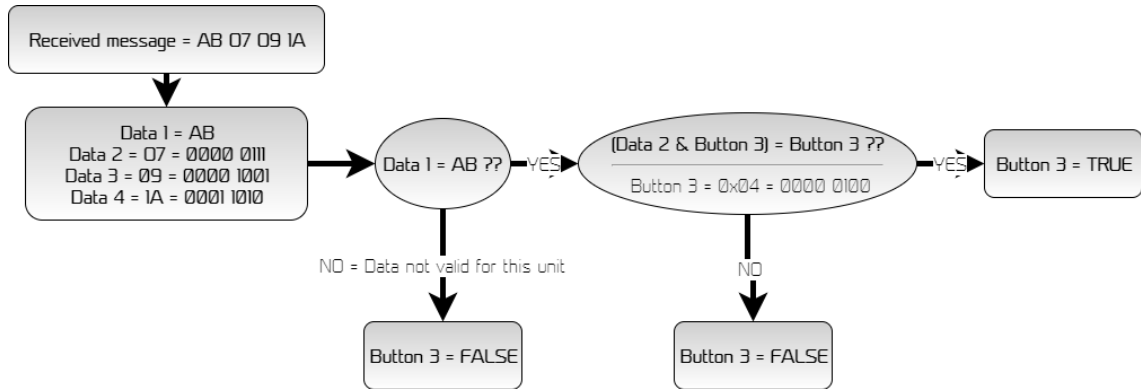 Received message = AB 07 09 1A
Data 1 = AB
Data 2 = 07 = 0000 0111
Data 3 = 09 = 0000 1001
Data 4 = 1A = 0001 1010
Data 1 = AB ??
YES
(Data 2 & Button 3) = Button 3 ??
Button 3 = 0x04 = 0000 0100
YES
Button 3 = TRUE
NO = Data not valid for this unit
NO
Button 3 = FALSE
Button 3 = FALSE